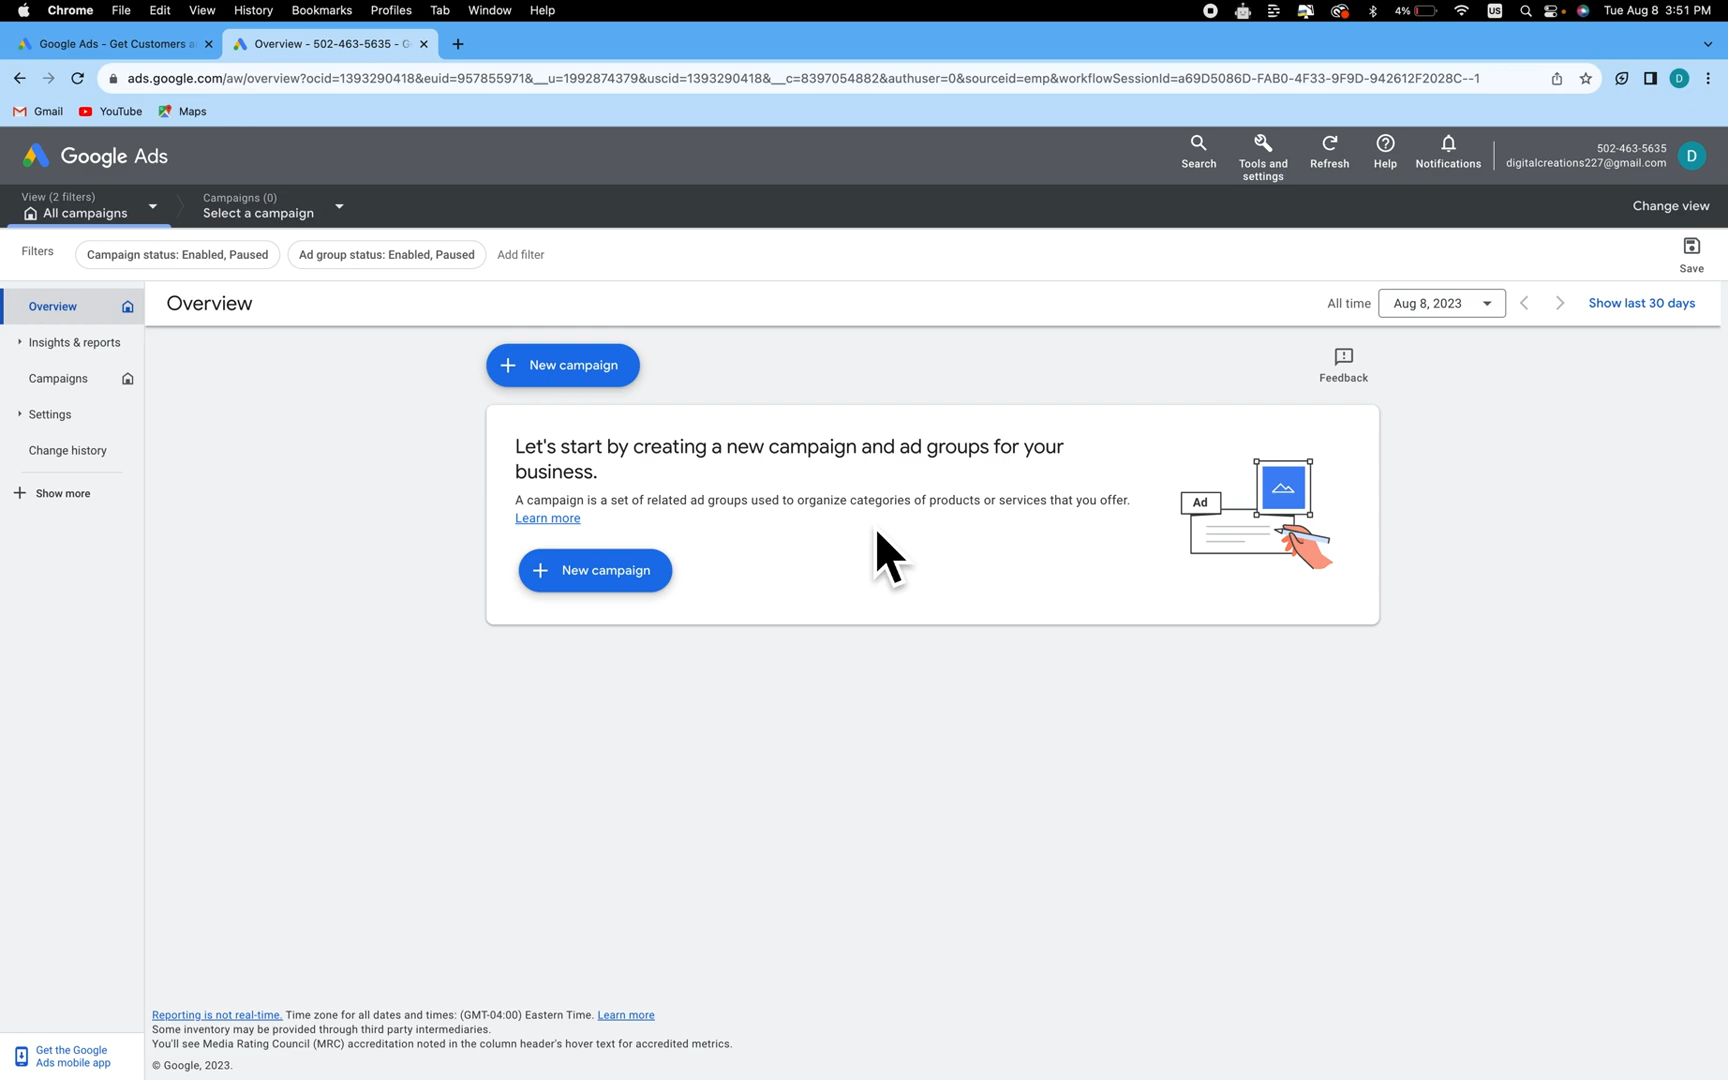 Chrome File Edit View History Bookmarks Profiles Tab Window Help 4% US Tue Aug 8 3:51 PM
Google Ads - Get Customers a Overview - 502-463-5635 - G
ads.google.com/aw/overview?ocid=1393290418&euid=957855971&__u=1992874379&uscid=1393290418&__c=8397054882&authuser=0&sourceid=emp&workflowSessionId=a69D5086D-FAB0-4F33-9F9D-942612F2028C--1 D
Gmail YouTube Maps
Google Ads Search Tools and settings Refresh Help Notifications 502-463-5635 digitalcreations227@gmail.com D
View (2 filters) Campaigns (0)
All campaigns Select a campaign Change view
Filters Campaign status: Enabled, Paused Ad group status: Enabled, Paused Add filter Save
Overview
Insights & reports
Campaigns
Settings
Change history
Show more
Overview All time Aug 8, 2023 Show last 30 days
New campaign Feedback
Let's start by creating a new campaign and ad groups for your
business.
A campaign is a set of related ad groups used to organize categories of products or services that you offer.
Learn more
New campaign
Ad
Reporting is not real-time. Time zone for all dates and times: (GMT-04:00) Eastern Time. Learn more
Some inventory may be provided through third party intermediaries.
You'll see Media Rating Council (MRC) accreditation noted in the column header's hover text for accredited metrics.
© Google, 2023.
Get the Google
Ads mobile app